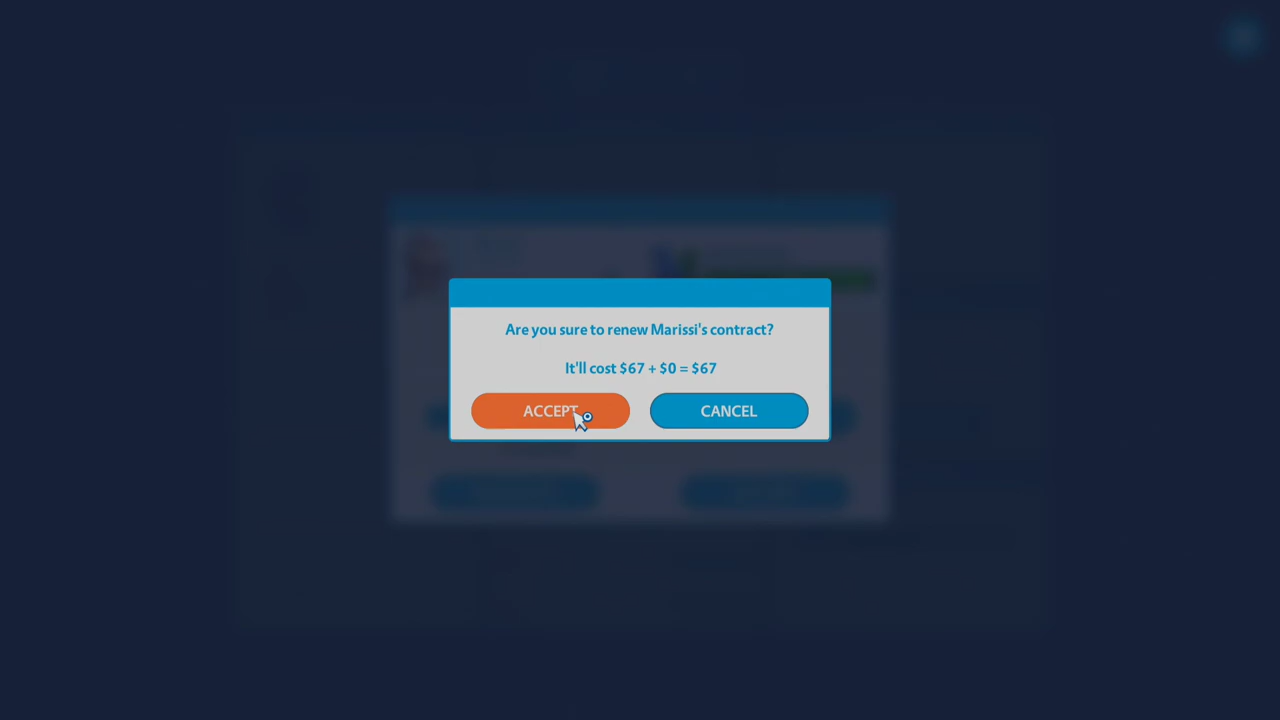 Are you sure to renew Marissi's contract?
It'll cost $67 + $0 = $67
ACCEPT
CANCEL